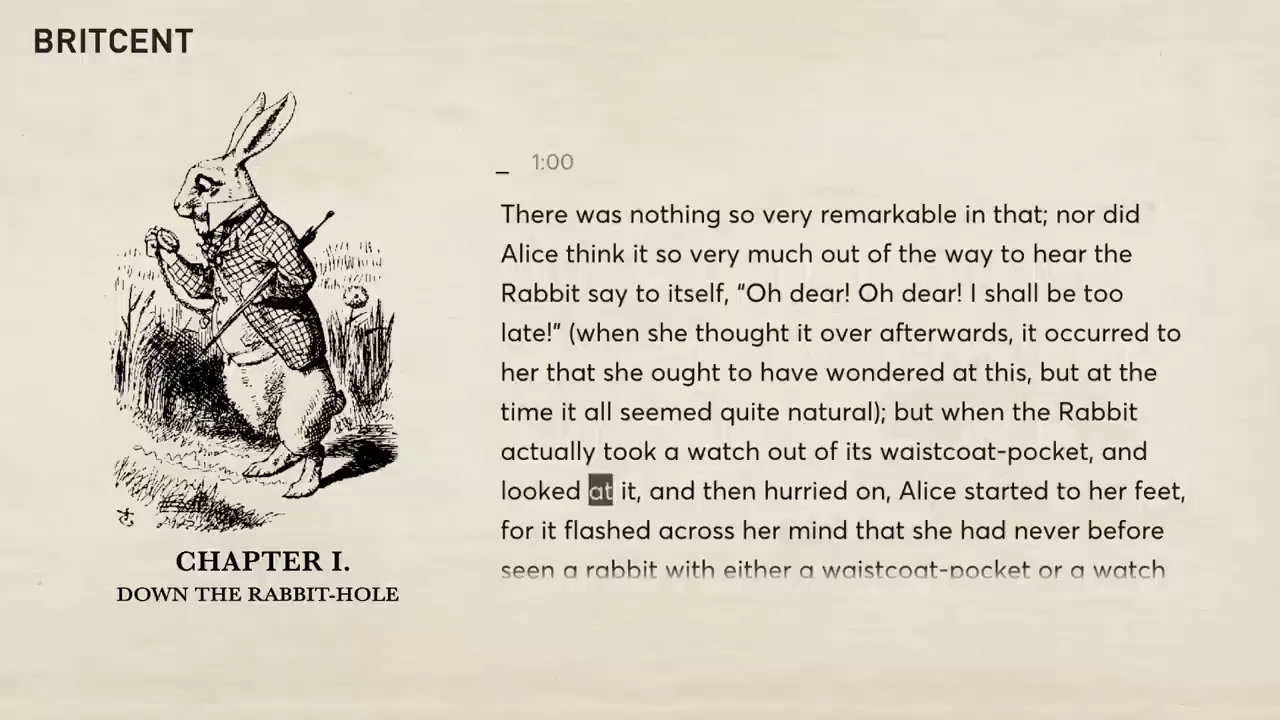 BRITCENT
1:00
There was nothing so very remarkable in that; nor did
Alice think it so very much out of the way to hear the
Rabbit say to itself, “Oh dear! Oh dear! I shall be too
late!” (when she thought it over afterwards, it occurred to
her that she ought to have wondered at this, but at the
time it all seemed quite natural); but when the Rabbit
actually took a watch out of its waistcoat-pocket, and
looked at it, and then hurried on, Alice started to her feet,
for it flashed across her mind that she had never before
seen a rabbit with either a waistcoat-pocket or a watch
CHAPTER I.
DOWN THE RABBIT-HOLE